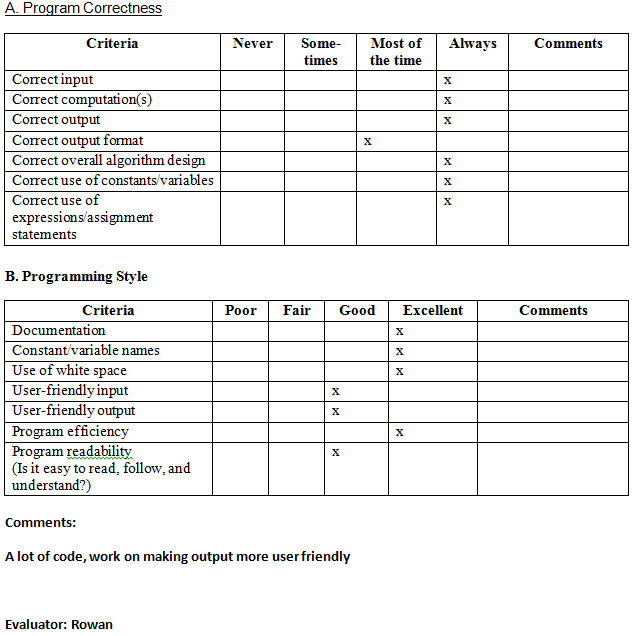 A. Program Correctness
Criteria Never Some- Most of Always Comments
times the time
Correct input x
Correct computation(s) x
Correct output x
Correct output format x
Correct overall algorithm design x
Correct use of constants/variables x
Correct use of x
expressions/assignment
statements
B. Programming Style
Criteria Poor Fair Good Excellent Comments
Documentation x
Constant/variable names x
Use of white space x
User-friendly input x
User-friendly output x
Program efficiency x
Program readability x
(Is it easy to read, follow, and
understand?)
Comments:
A lot of code, work on making output more user friendly
Evaluator: Rowan